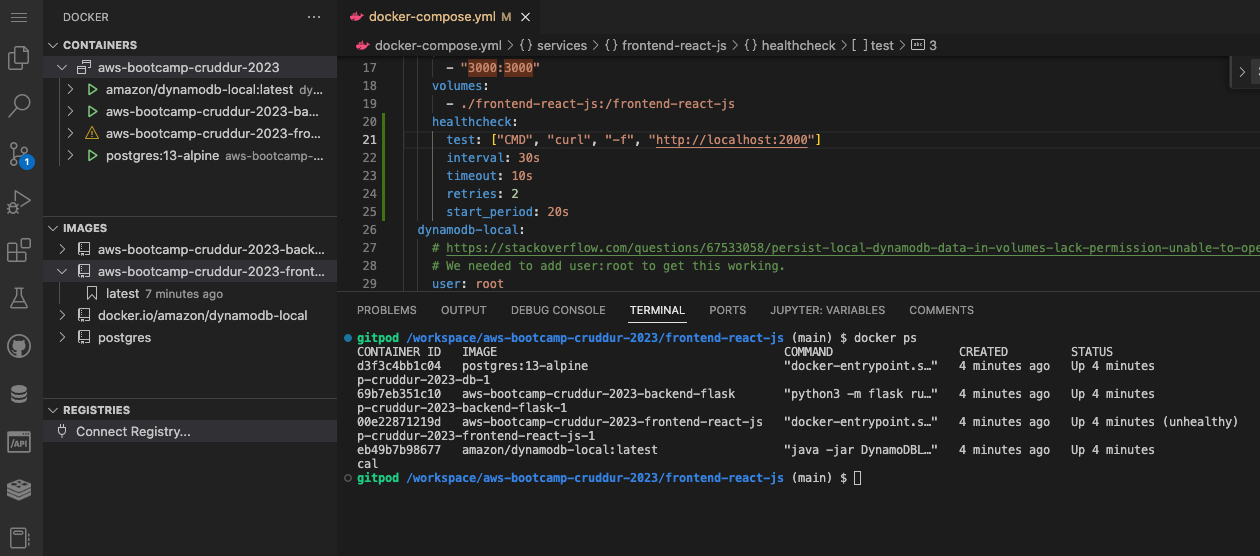 DOCKER
CONTAINERS
aws-bootcamp-cruddur-2023
amazon/dynamodb-local:latest dy...
aws-bootcamp-cruddur-2023-ba...
aws-bootcamp-cruddur-2023-fro...
postgres:13-alpine aws-bootcamp-...
1
IMAGES
aws-bootcamp-cruddur-2023-back...
aws-bootcamp-cruddur-2023-front...
latest 7 minutes ago
docker.io/amazon/dynamodb-local
postgres
REGISTRIES
Connect Registry...
/API
docker-compose.yml M
docker-compose.yml > {} services > {} frontend-react-js > {} healthcheck > [ ] test > abc 3
17 - "3000:3000"
18 volumes:
19 - ./frontend-react-js:/frontend-react-js
20 healthcheck:
21 test: ["CMD", "curl", "-f", "http://localhost:2000"]
22 interval: 30s
23 timeout: 10s
24 retries: 2
25 start_period: 20s
26 dynamodb-local:
27 # https://stackoverflow.com/questions/67533058/persist-local-dynamodb-data-in-volumes-lack-permission-unable-to-ope
28 # We needed to add user:root to get this working.
29 user: root
PROBLEMS OUTPUT DEBUG CONSOLE TERMINAL PORTS JUPYTER: VARIABLES COMMENTS
gitpod /workspace/aws-bootcamp-cruddur-2023/frontend-react-js (main) $ docker ps
CONTAINER ID IMAGE COMMAND CREATED STATUS
d3f3c4bb1c04 postgres:13-alpine "docker-entrypoint.s…" 4 minutes ago Up 4 minutes
p-cruddur-2023-db-1
69b7eb351c10 aws-bootcamp-cruddur-2023-backend-flask "python3 -m flask ru…" 4 minutes ago Up 4 minutes
p-cruddur-2023-backend-flask-1
00e22871219d aws-bootcamp-cruddur-2023-frontend-react-js "docker-entrypoint.s…" 4 minutes ago Up 4 minutes (unhealthy)
p-cruddur-2023-frontend-react-js-1
eb49b7b98677 amazon/dynamodb-local:latest "java -jar DynamoDBL…" 4 minutes ago Up 4 minutes
cal
gitpod /workspace/aws-bootcamp-cruddur-2023/frontend-react-js (main) $